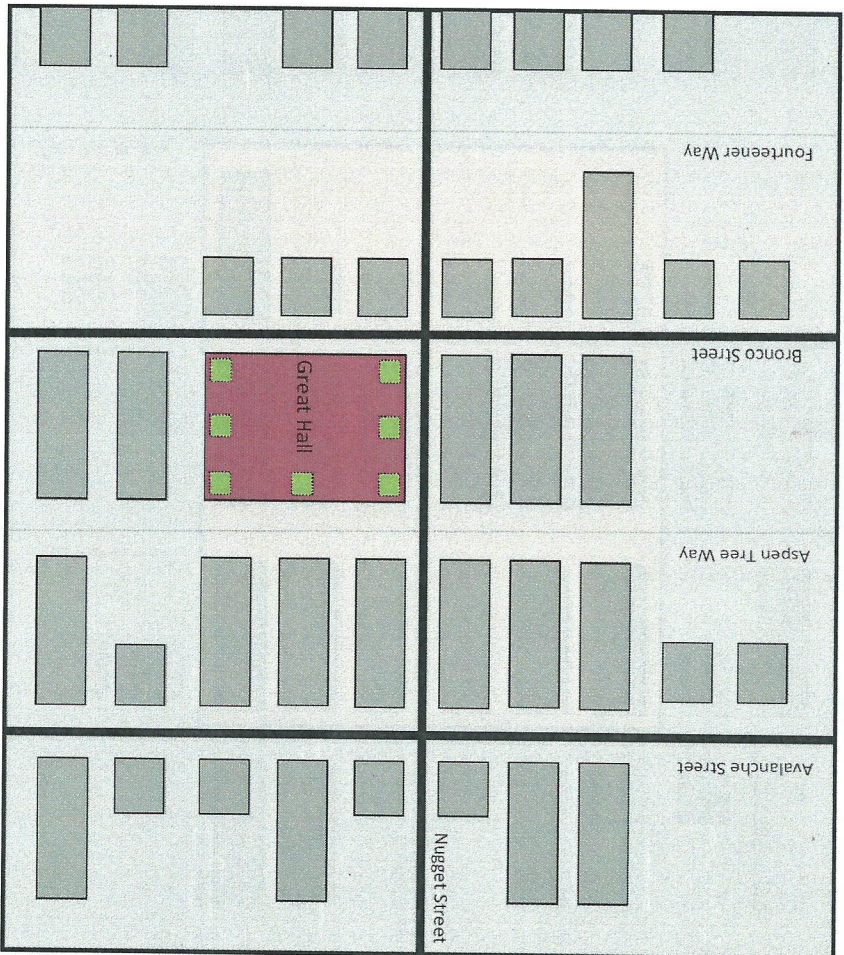 Fourteener Way
Bronco Street
Great Hall
Aspen Tree Way
Avalanche Street
Nugget Street